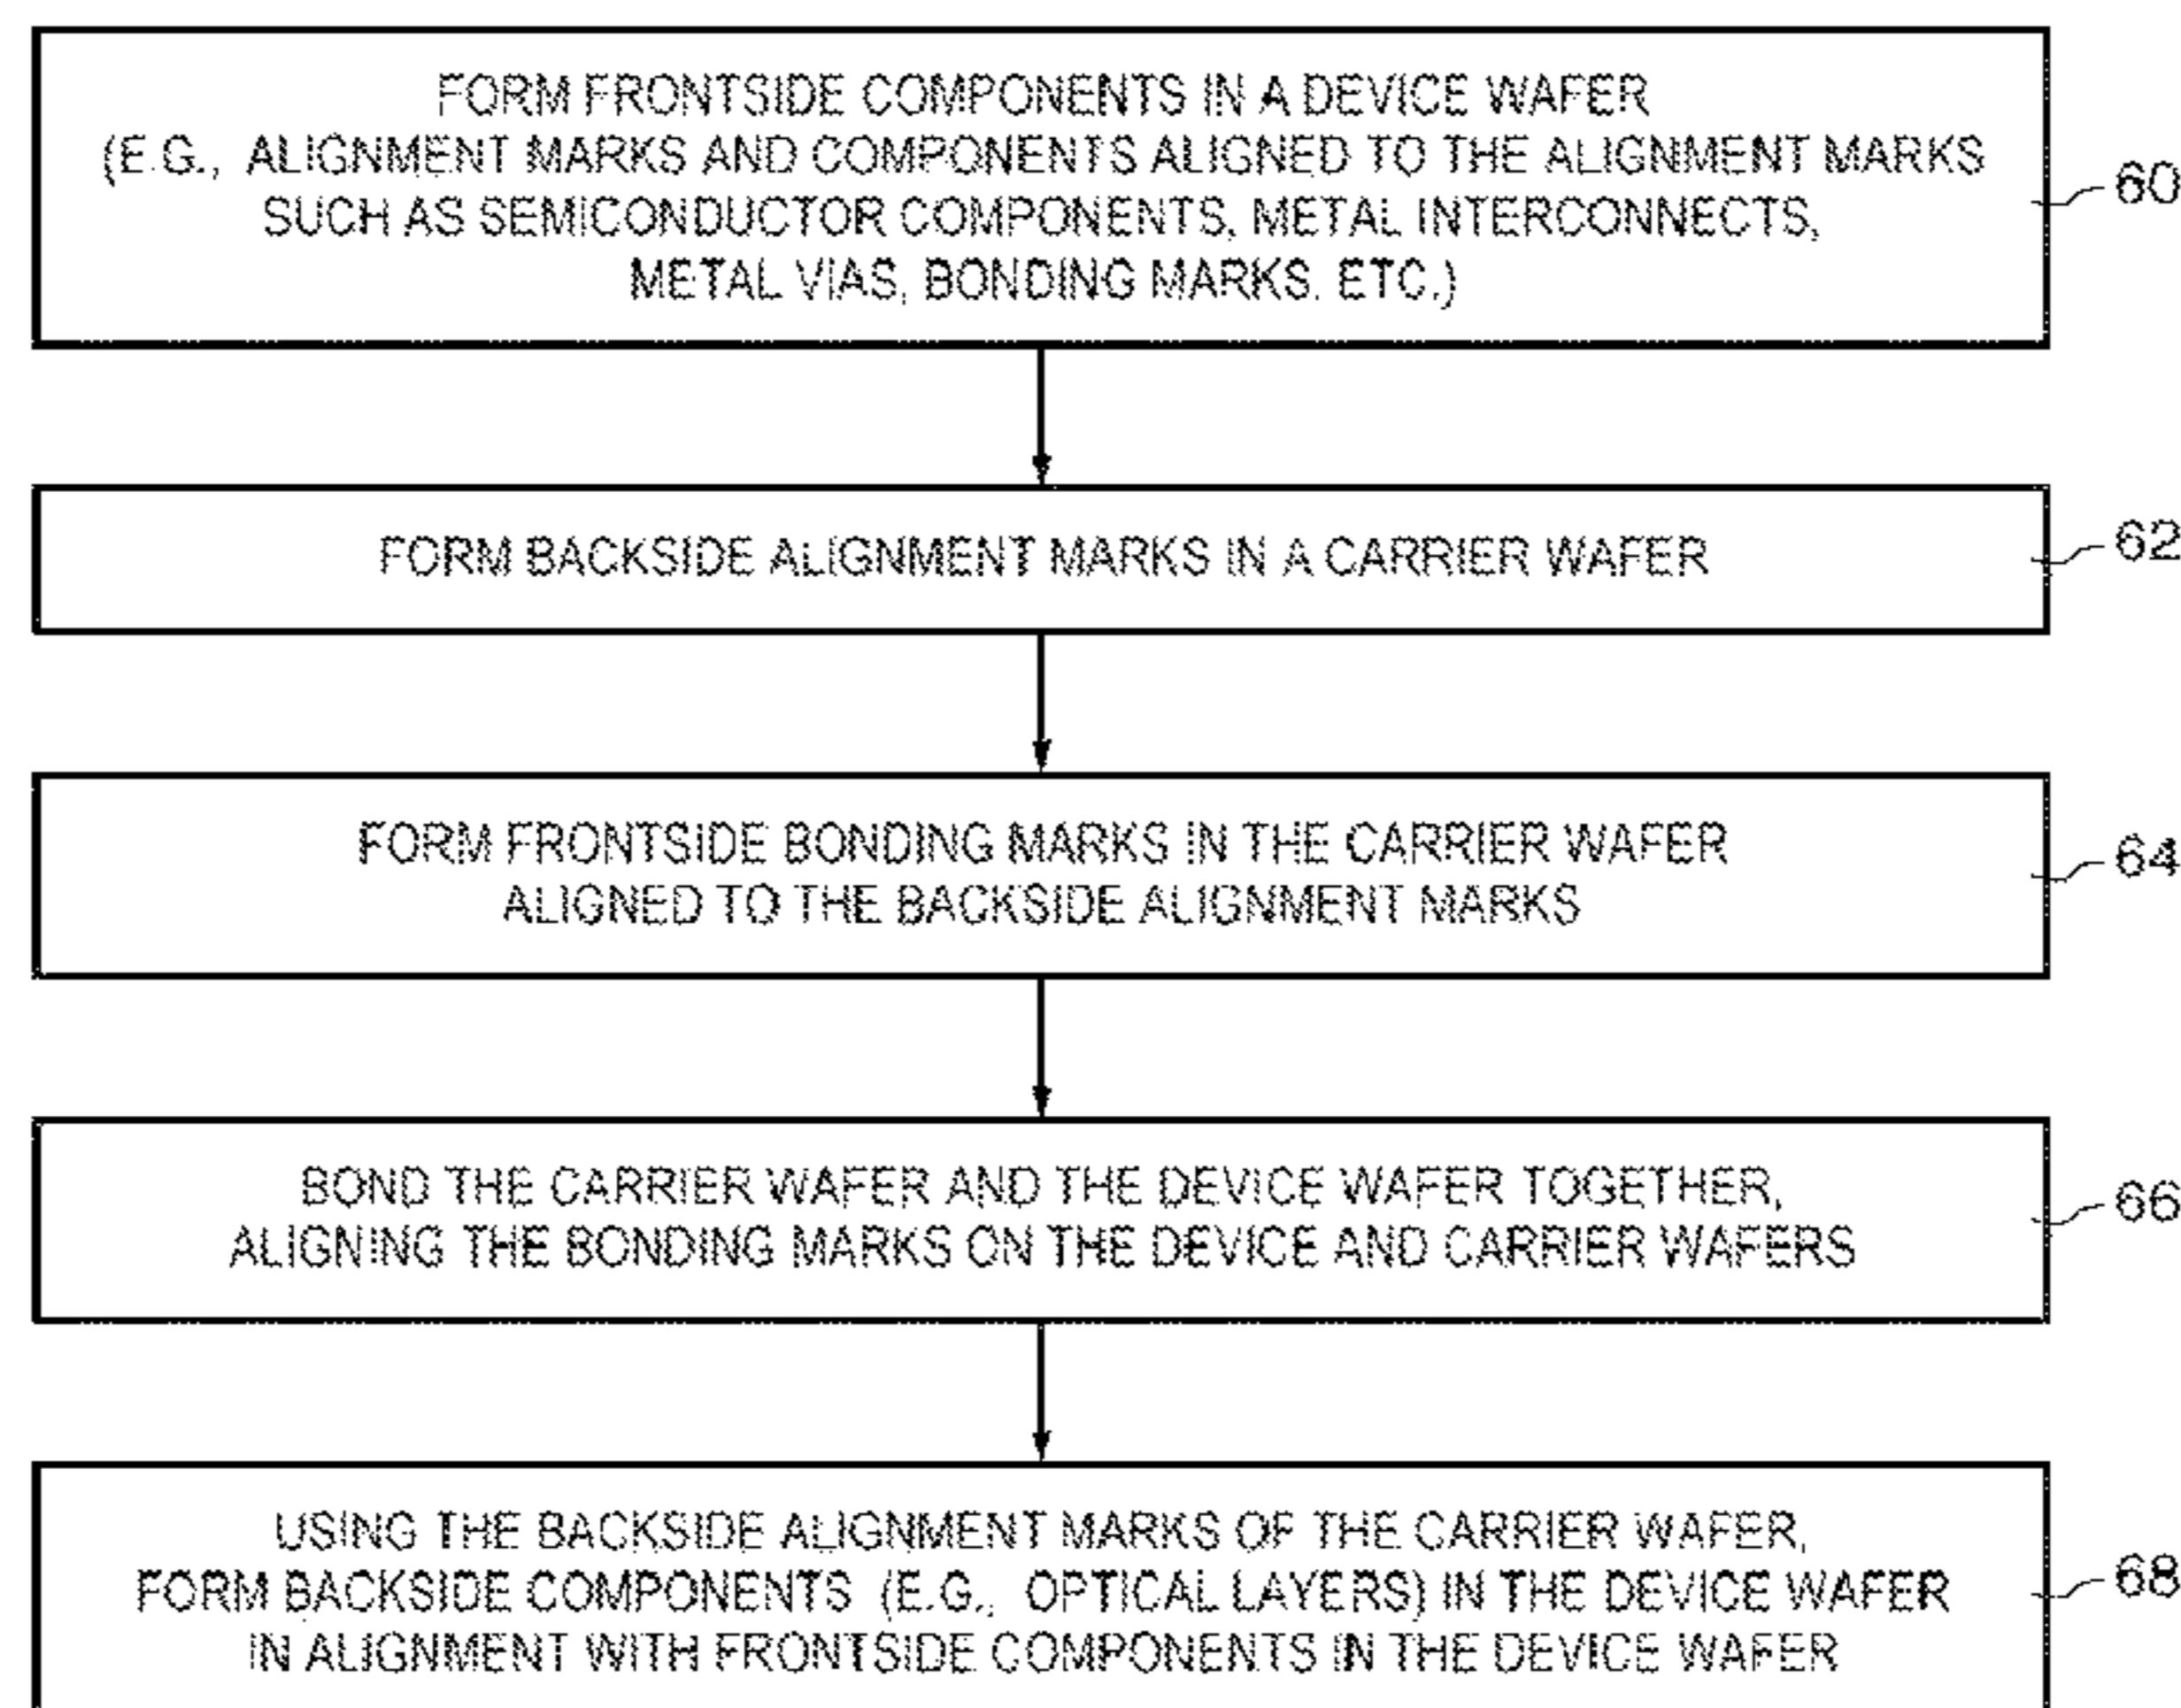 FORM FRONTSIDE COMPONENTS IN A DEVICE WAFER
(E.G., ALIGNMENT MARKS AND COMPONENTS ALIGNED TO THE ALIGNMENT MARKS
SUCH AS SEMICONDUCTOR COMPONENTS, METAL INTERCONNECTS,
METAL VIAS, BONDING MARKS, ETC.)
60
FORM BACKSIDE ALIGNMENT MARKS IN A CARRIER WAFER
62
FORM FRONTSIDE BONDING MARKS IN THE CARRIER WAFER
ALIGNED TO THE BACKSIDE ALIGNMENT MARKS
64
BOND THE CARRIER WAFER AND THE DEVICE WAFER TOGETHER,
ALIGNING THE BONDING MARKS ON THE DEVICE AND CARRIER WAFERS
66
USING THE BACKSIDE ALIGNMENT MARKS OF THE CARRIER WAFER,
FORM BACKSIDE COMPONENTS (E.G., OPTICAL LAYERS) IN THE DEVICE WAFER
IN ALIGNMENT WITH FRONTSIDE COMPONENTS IN THE DEVICE WAFER
68